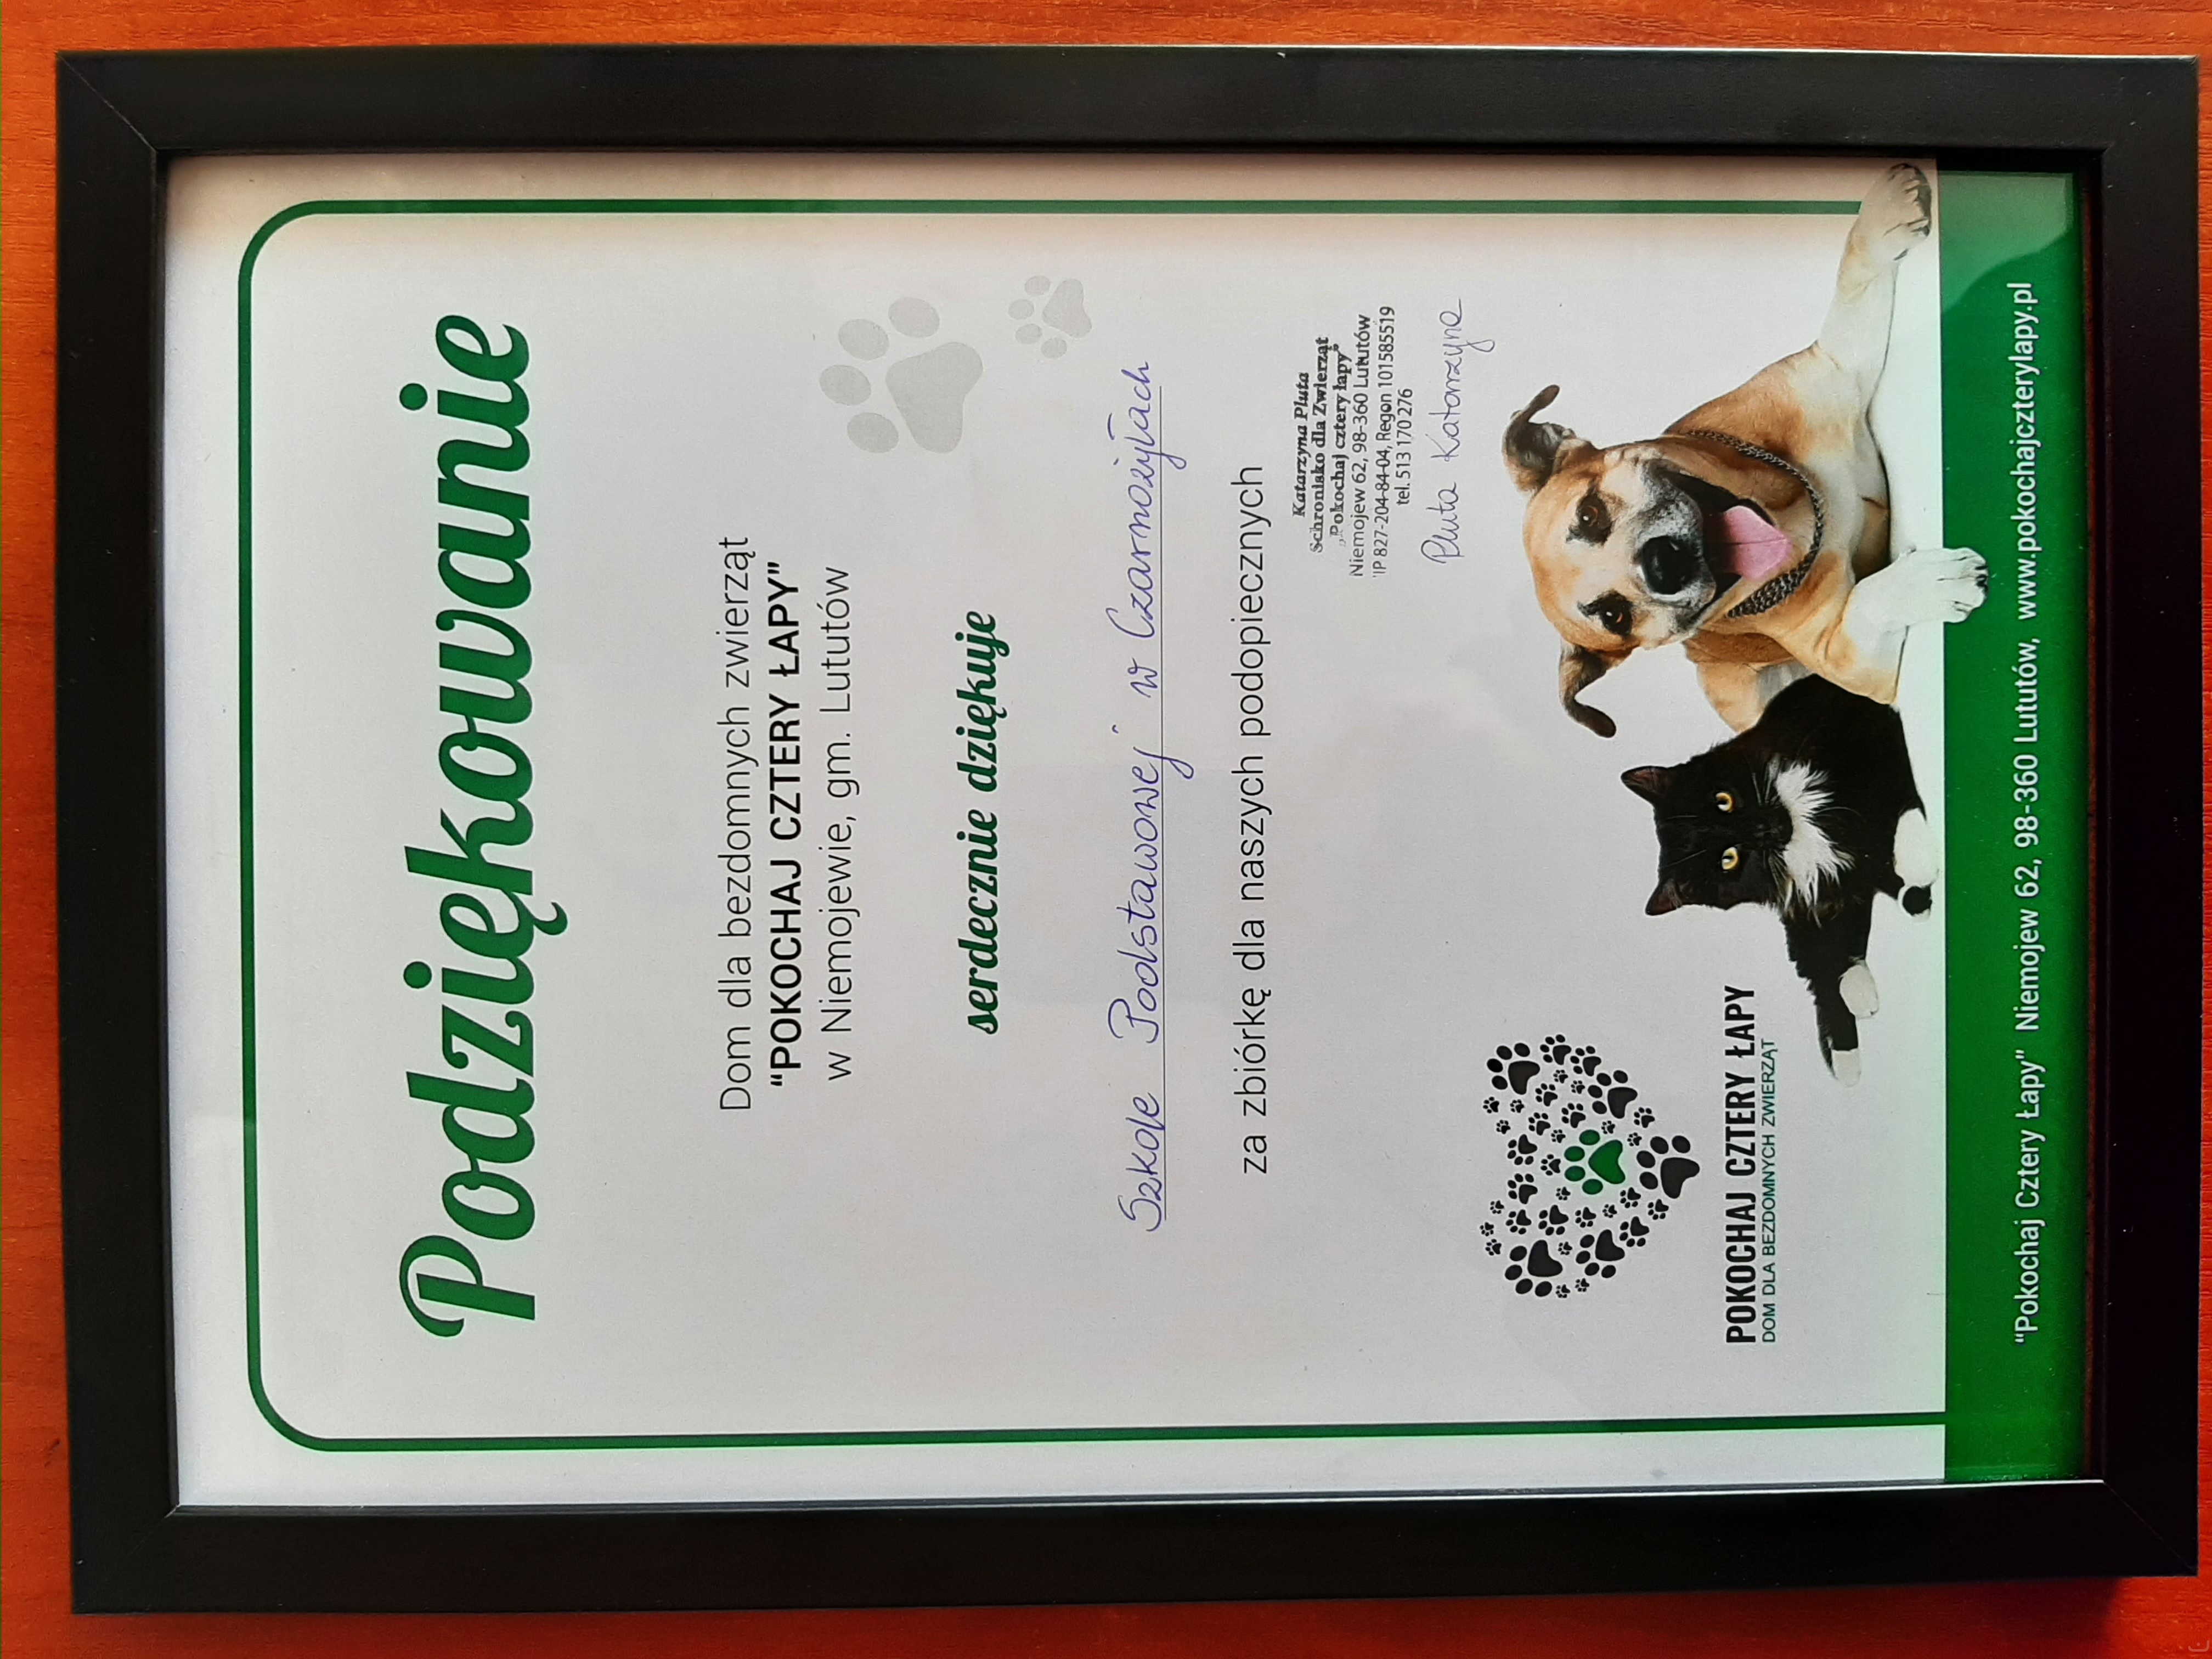 Podziękowanie
Dom dla bezdomnych zwierząt
“POKOCHAJ CZTERY ŁAPY”
w Niemojewie, gm. Lututów
serdecznie dziękuje
Szkole Podstawowej w Czarnożyłach
za zbiórkę dla naszych podopiecznych
Katarzyna Pluta
Schronisko dla Zwierząt
„Pokochaj cztery łapy”
Niemojew 62, 98-360 Lututów
IP 827-204-84-04, Regon 101585519
tel. 513 170 276
Pluta Katarzyna
POKOCHAJ CZTERY ŁAPY
DOM DLA BEZDOMNYCH ZWIERZĄT
“Pokochaj Cztery Łapy” Niemojew 62, 98-360 Lututów, www.pokochajczterylapy.pl